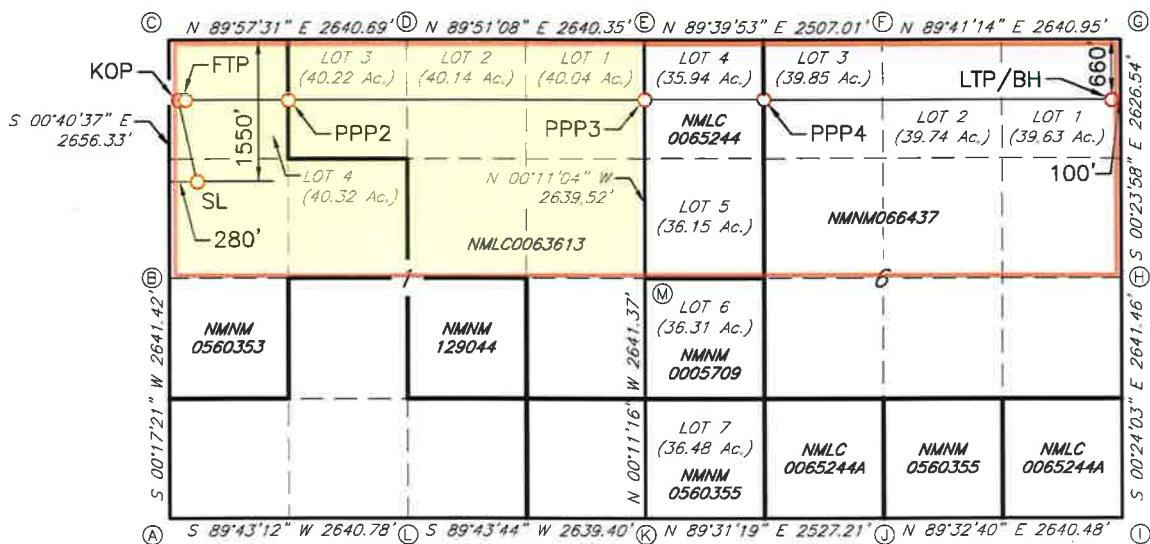 C N 89°57'31" E 2640.69' D N 89°51'08" E 2640.35' E N 89°39'53" E 2507.01' F N 89°41'14" E 2640.95' G
KOP
FTP
LOT 3
(40.22 Ac.)
LOT 2
(40.14 Ac.)
LOT 1
(40.04 Ac.)
LOT 4
(35.94 Ac.)
LOT 3
(39.85 Ac.)
LTP/BH
660'
S 00°23'58" E 2626.54'
S 00°40'37" E
2656.33'
1550'
PPP2
PPP3
NMLC
0065244
PPP4
LOT 2
(39.74 Ac.)
LOT 1
(39.63 Ac.)
100'
SL
280'
LOT 4
(40.32 Ac.)
N 00°11'04" W
2639.52'
LOT 5
(36.15 Ac.)
NMNM066437
NMLC0063613
B
1
6
H
M
S 00°17'21" W 2641.42'
NMNM
0560353
NMNM
129044
N 00°11'16" W 2641.37'
LOT 6
(36.31 Ac.)
NMNM
0005709
S 00°24'03" E 2641.46'
LOT 7
(36.48 Ac.)
NMNM
0560355
NMLC
0065244A
NMNM
0560355
NMLC
0065244A
A S 89°43'12" W 2640.78' L S 89°43'44" W 2639.40' K N 89°31'19" E 2527.21' J N 89°32'40" E 2640.48' I